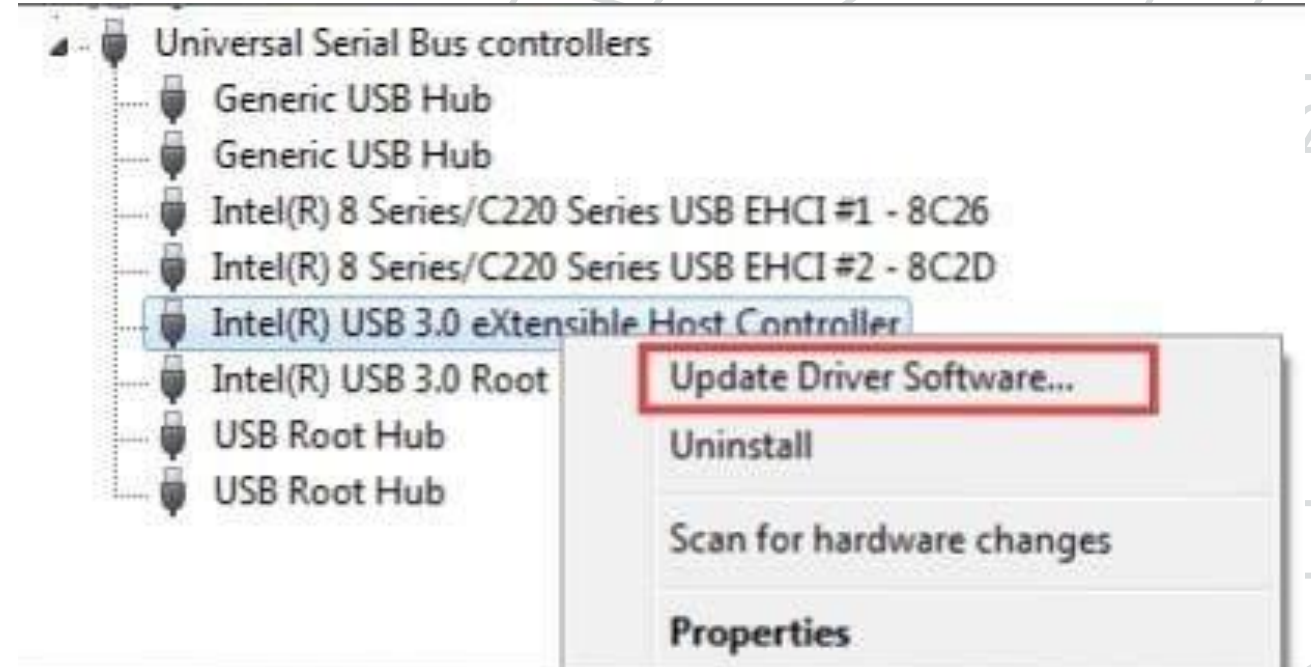 Universal Serial Bus controllers
Generic USB Hub
Generic USB Hub
Intel(R) 8 Series/C220 Series USB EHCI #1 - 8C26
Intel(R) 8 Series/C220 Series USB EHCI #2 - 8C2D
Intel(R) USB 3.0 eXtensible Host Controller
Intel(R) USB 3.0 Root
USB Root Hub
USB Root Hub
Update Driver Software...
Uninstall
Scan for hardware changes
Properties